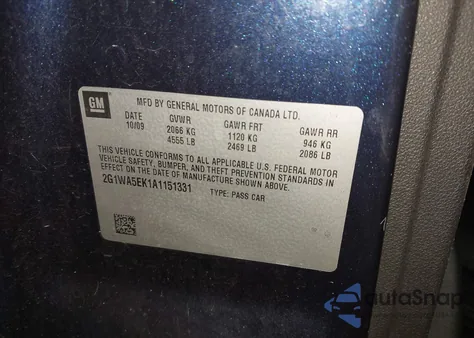 GM
MFD BY GENERAL MOTORS OF CANADA LTD.
DATE GVWR GAWR FRT GAWR RR
10/09 2066 KG 1120 KG 946 KG
4555 LB 2469 LB 2086 LB
THIS VEHICLE CONFORMS TO ALL APPLICABLE U.S. FEDERAL MOTOR
VEHICLE SAFETY, BUMPER, AND THEFT PREVENTION STANDARDS IN
EFFECT ON THE DATE OF MANUFACTURE SHOWN ABOVE.
2G1WA5EK1A1151331 TYPE: PASS CAR
autoSnap